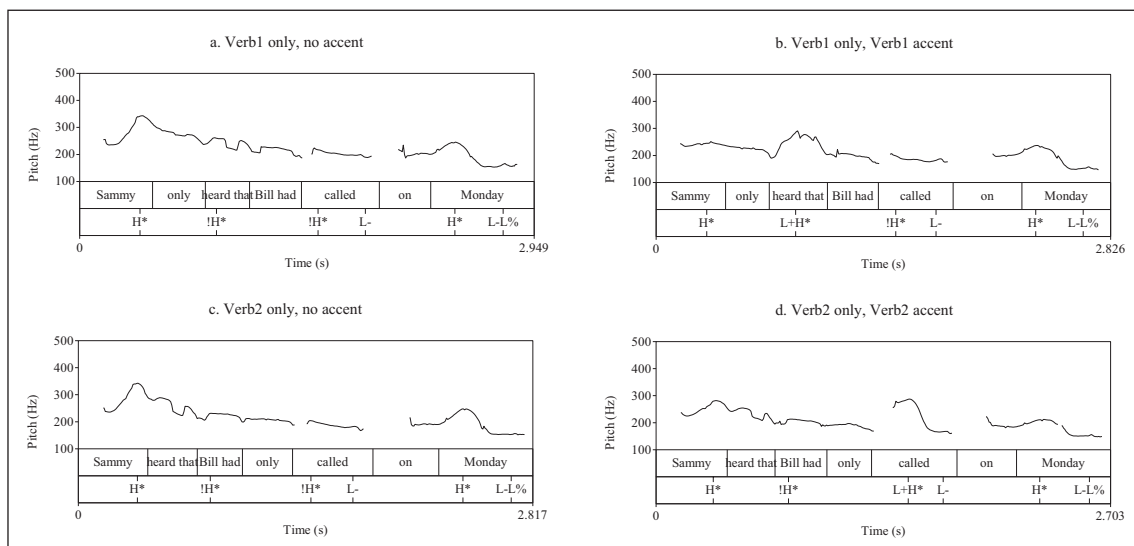 a. Verb1 only, no accent
500
400
300
200
100
Pitch (Hz)
Sammy only heard that Bill had called on Monday
H* !H* !H* L- H* L-L%
0 2.949
Time (s)
b. Verb1 only, Verb1 accent
500
400
300
200
100
Pitch (Hz)
Sammy only heard that Bill had called on Monday
H* L+H* !H* L- H* L-L%
0 2.826
Time (s)
c. Verb2 only, no accent
500
400
300
200
100
Pitch (Hz)
Sammy heard that Bill had only called on Monday
H* !H* !H* L- H* L-L%
0 2.817
Time (s)
d. Verb2 only, Verb2 accent
500
400
300
200
100
Pitch (Hz)
Sammy heard that Bill had only called on Monday
H* !H* L+H* L- H* L-L%
0 2.703
Time (s)